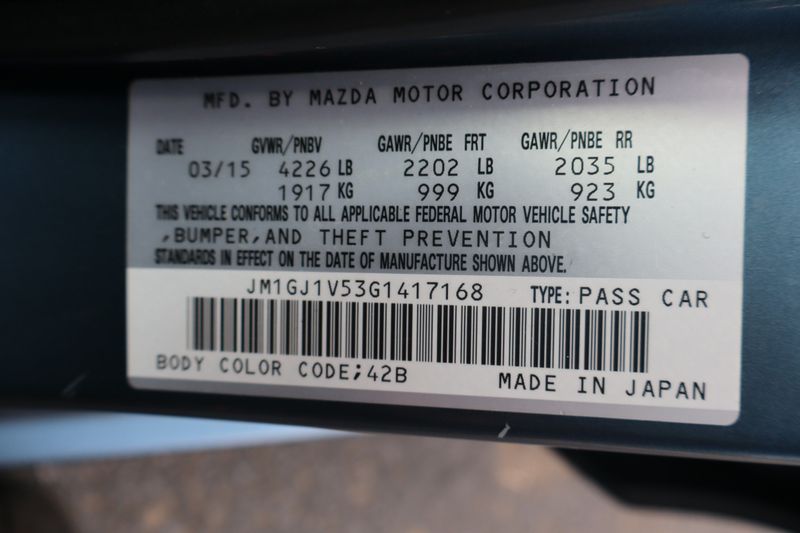 MFD. BY MAZDA MOTOR CORPORATION
DATE GVWR/PNBV GAWR/PNBE FRT GAWR/PNBE RR
03/15 4226 LB 2202 LB 2035 LB
1917 KG 999 KG 923 KG
THIS VEHICLE CONFORMS TO ALL APPLICABLE FEDERAL MOTOR VEHICLE SAFETY
,BUMPER,AND THEFT PREVENTION
STANDARDS IN EFFECT ON THE DATE OF MANUFACTURE SHOWN ABOVE.
JM1GJ1V53G1417168 TYPE: PASS CAR
BODY COLOR CODE;42B MADE IN JAPAN